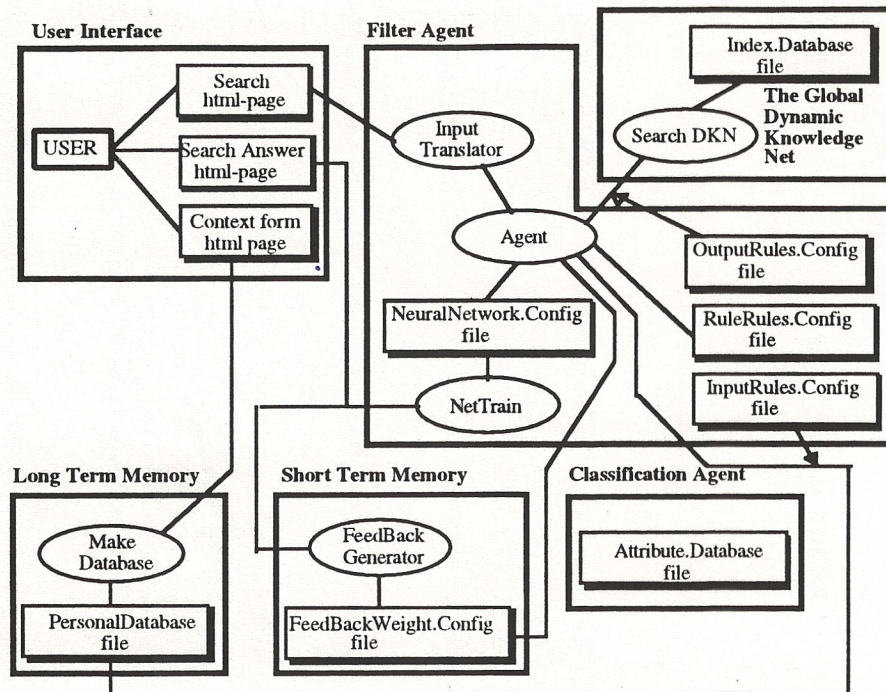 User Interface
Filter Agent
Index.Database
file
Search
html-page
The Global
Dynamic
Knowledge
Net
Input
Translator
Search DKN
USER
Search Answer
html-page
Context form
html page
Agent
OutputRules.Config
file
NeuralNetwork.Config
file
RuleRules.Config
file
InputRules.Config
file
NetTrain
Long Term Memory
Short Term Memory
Classification Agent
Make
Database
FeedBack
Generator
Attribute.Database
file
PersonalDatabase
file
FeedBackWeight.Config
file